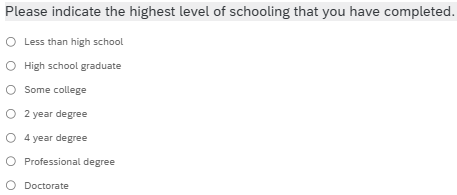 Please indicate the highest level of schooling that you have completed.
Less than high school
High school graduate
Some college
2 year degree
4 year degree
Professional degree
Doctorate